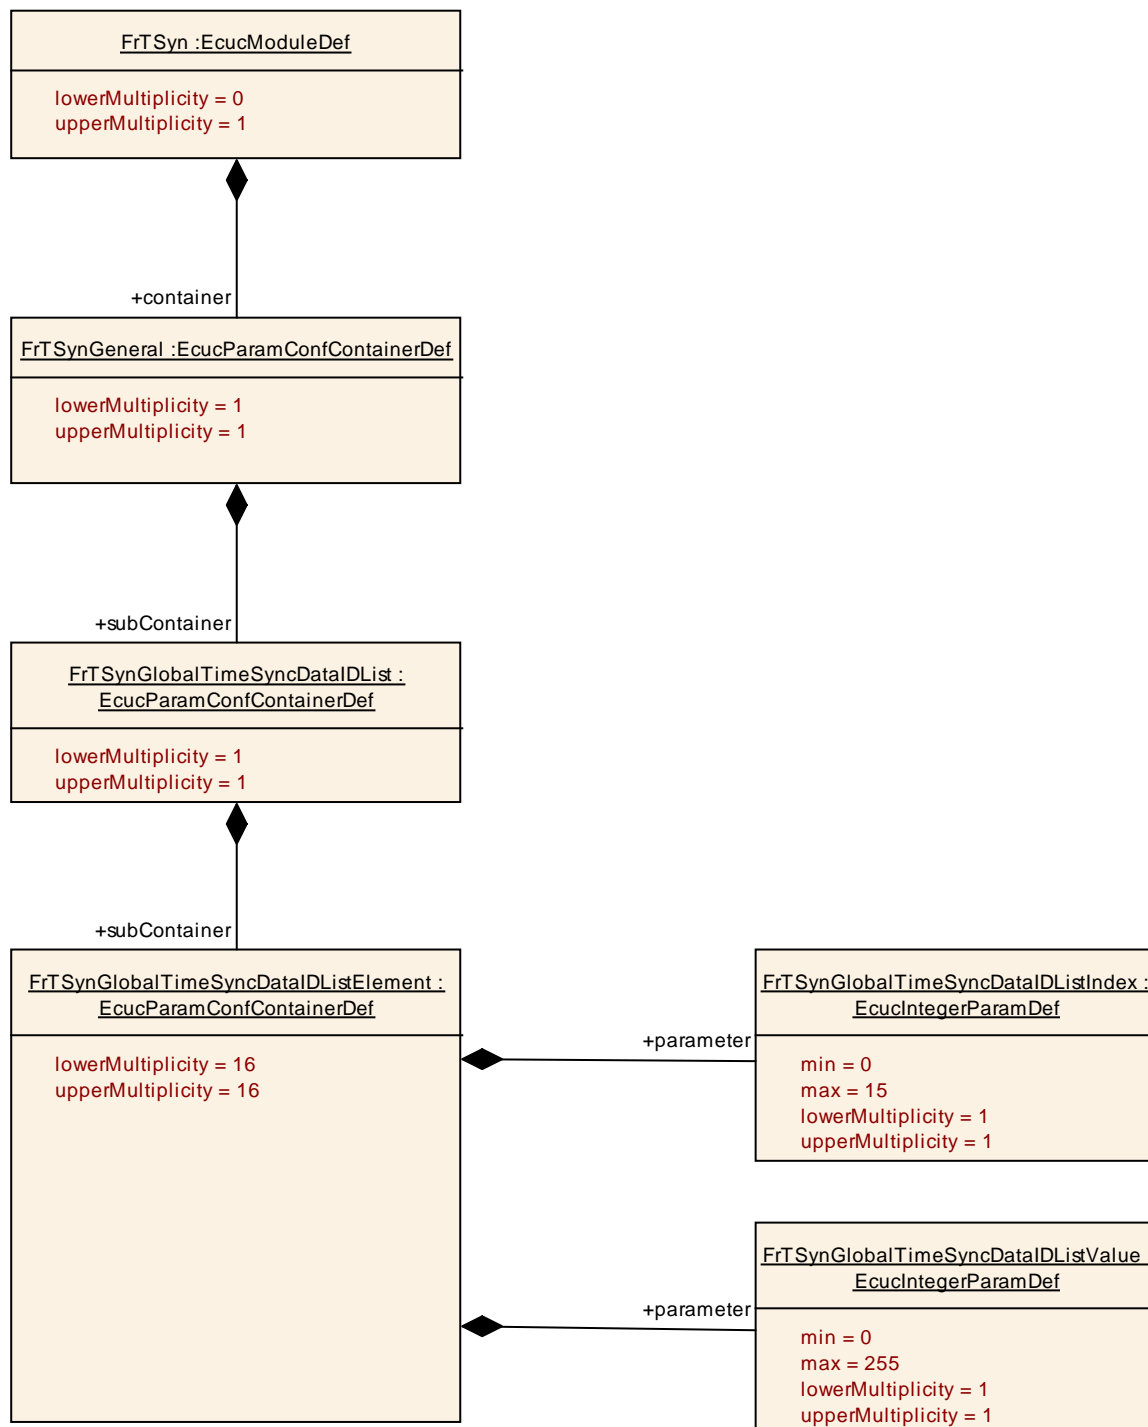 FrTSyn :EcucModuleDef
lowerMultiplicity = 0
upperMultiplicity = 1
+container
FrTSynGeneral :EcucParamConfContainerDef
lowerMultiplicity = 1
upperMultiplicity = 1
+subContainer
FrTSynGlobalTimeSyncDataIDList :
EcucParamConfContainerDef
lowerMultiplicity = 1
upperMultiplicity = 1
+subContainer
FrTSynGlobalTimeSyncDataIDListElement :
EcucParamConfContainerDef
lowerMultiplicity = 16
upperMultiplicity = 16
+parameter
FrTSynGlobalTimeSyncDataIDListIndex :
EcucIntegerParamDef
min = 0
max = 15
lowerMultiplicity = 1
upperMultiplicity = 1
+parameter
FrTSynGlobalTimeSyncDataIDListValue
EcucIntegerParamDef
min = 0
max = 255
lowerMultiplicity = 1
upperMultiplicity = 1